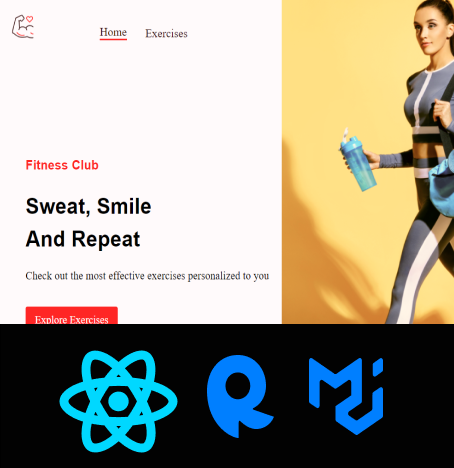 Home Exercises
Fitness Club
Sweat, Smile
And Repeat
Check out the most effective exercises personalized to you
Explore Exercises